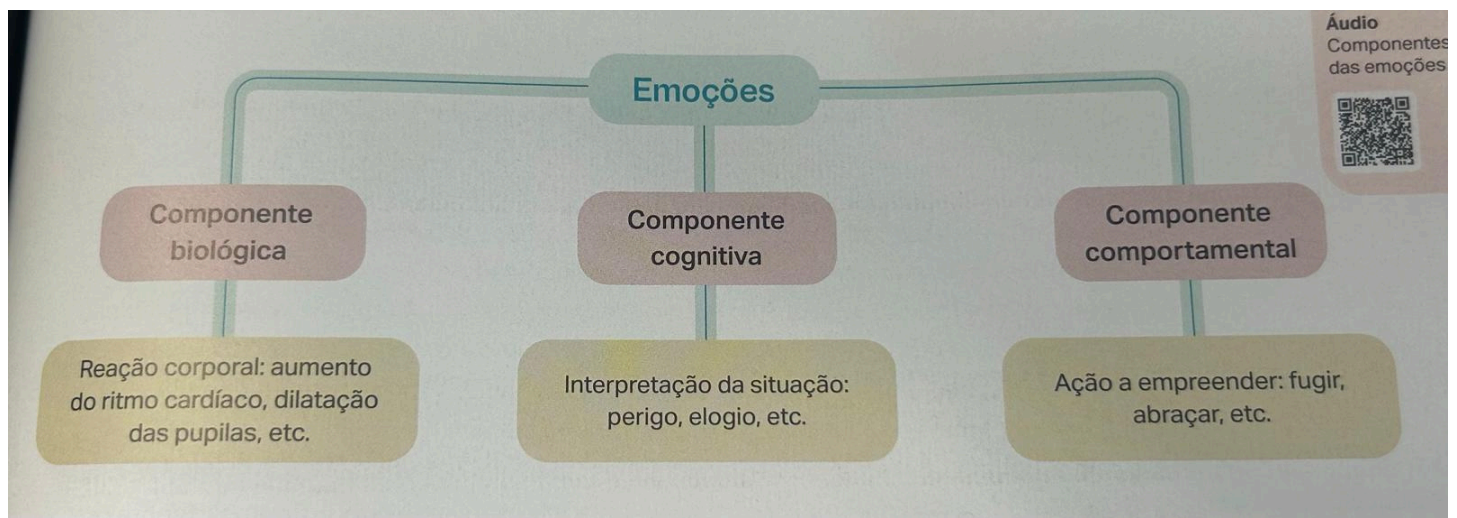 Áudio
Componentes
das emoções
Emoções
Componente
biológica
Componente
cognitiva
Componente
comportamental
Reação corporal: aumento
do ritmo cardíaco, dilatação
das pupilas, etc.
Interpretação da situação:
perigo, elogio, etc.
Ação a empreender: fugir,
abraçar, etc.